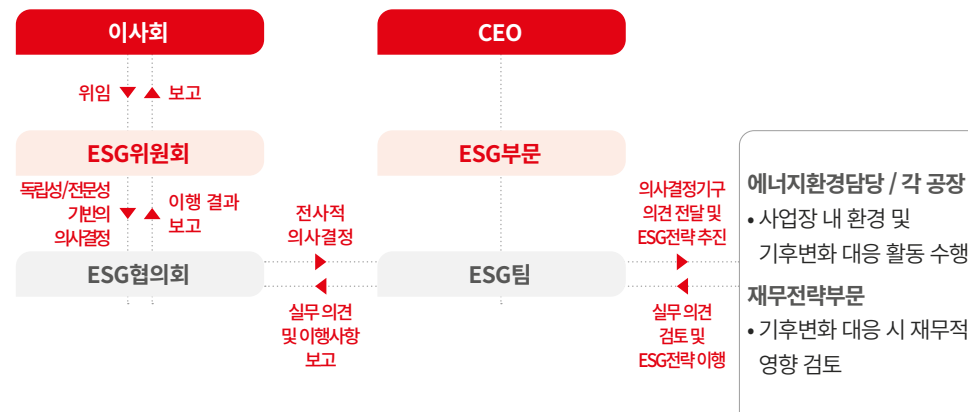 이사회
CEO
위임
보고
ESG위원회
ESG부문
독립성/전문성
기반의
의사결정
이행 결과
보고
전사적
의사결정
의사결정기구
의견 전달 및
ESG전략 추진
ESG협의회
ESG팀
실무 의견
및 이행사항
보고
실무 의견
검토 및
ESG전략 이행
에너지환경담당 / 각 공장
• 사업장 내 환경 및
기후변화 대응 활동 수행
재무전략부문
• 기후변화 대응 시 재무적
영향 검토